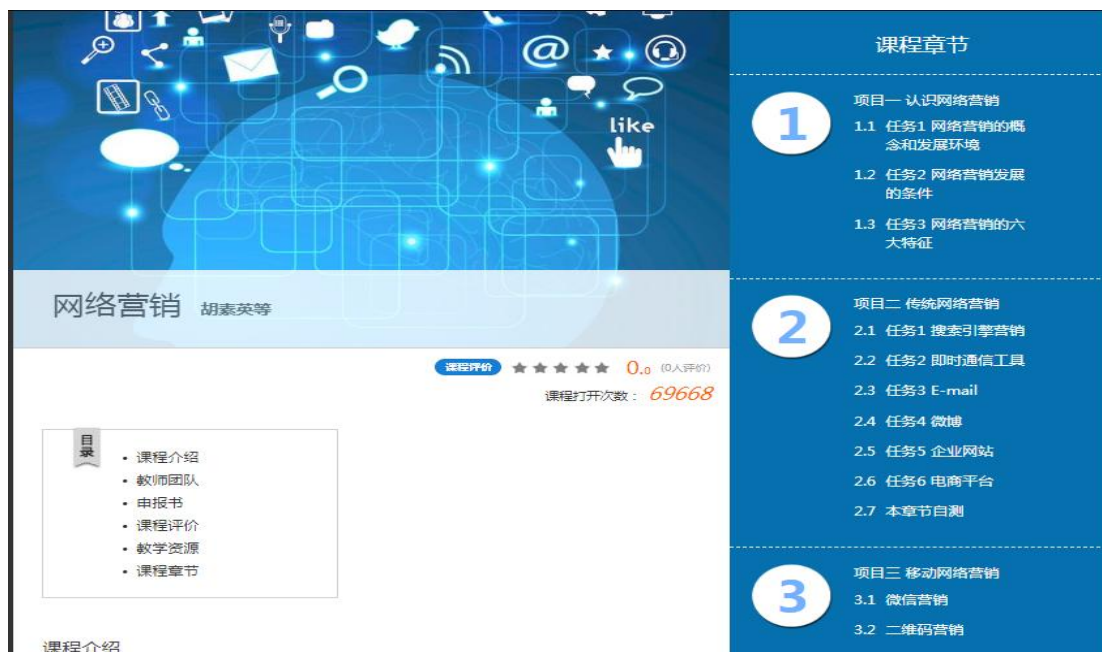 like
网络营销 胡素英等
课程评价 0.0 (0人评价)
课程打开次数： 69668
目录
• 课程介绍
• 教师团队
• 申报书
• 课程评价
• 教学资源
• 课程章节
课程介绍
课程章节
1
项目一 认识网络营销
1.1 任务1 网络营销的概
念和发展环境
1.2 任务2 网络营销发展
的条件
1.3 任务3 网络营销的六
大特征
2
项目二 传统网络营销
2.1 任务1 搜索引擎营销
2.2 任务2 即时通信工具
2.3 任务3 E-mail
2.4 任务4 微博
2.5 任务5 企业网站
2.6 任务6 电商平台
2.7 本章节自测
3
项目三 移动网络营销
3.1 微信营销
3.2 二维码营销